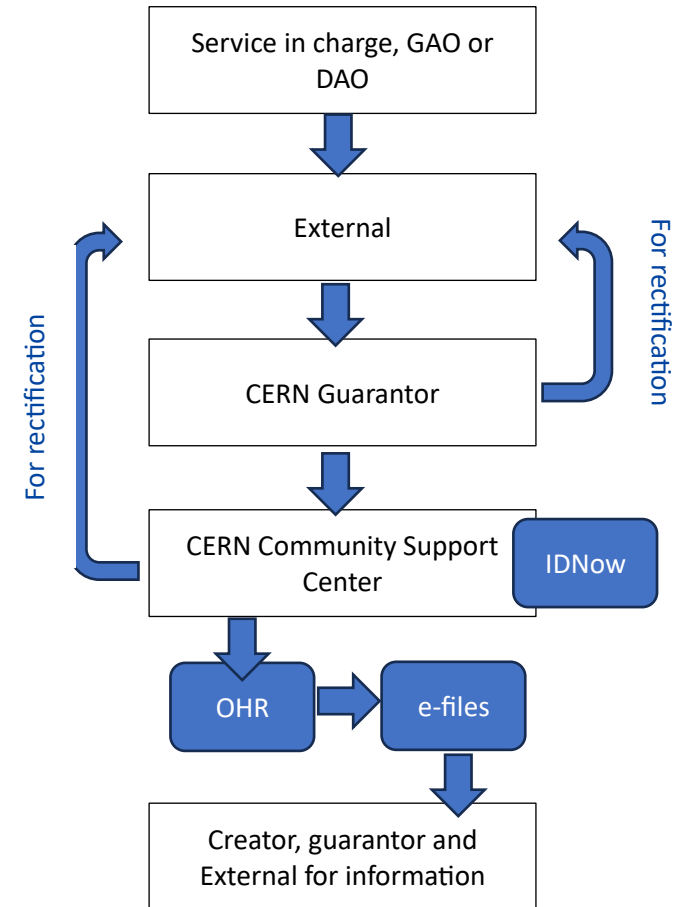 Service in charge, GAO or
DAO
External
For rectification
For rectification
CERN Guarantor
CERN Community Support
Center
IDNow
OHR
e-files
Creator, guarantor and
External for information